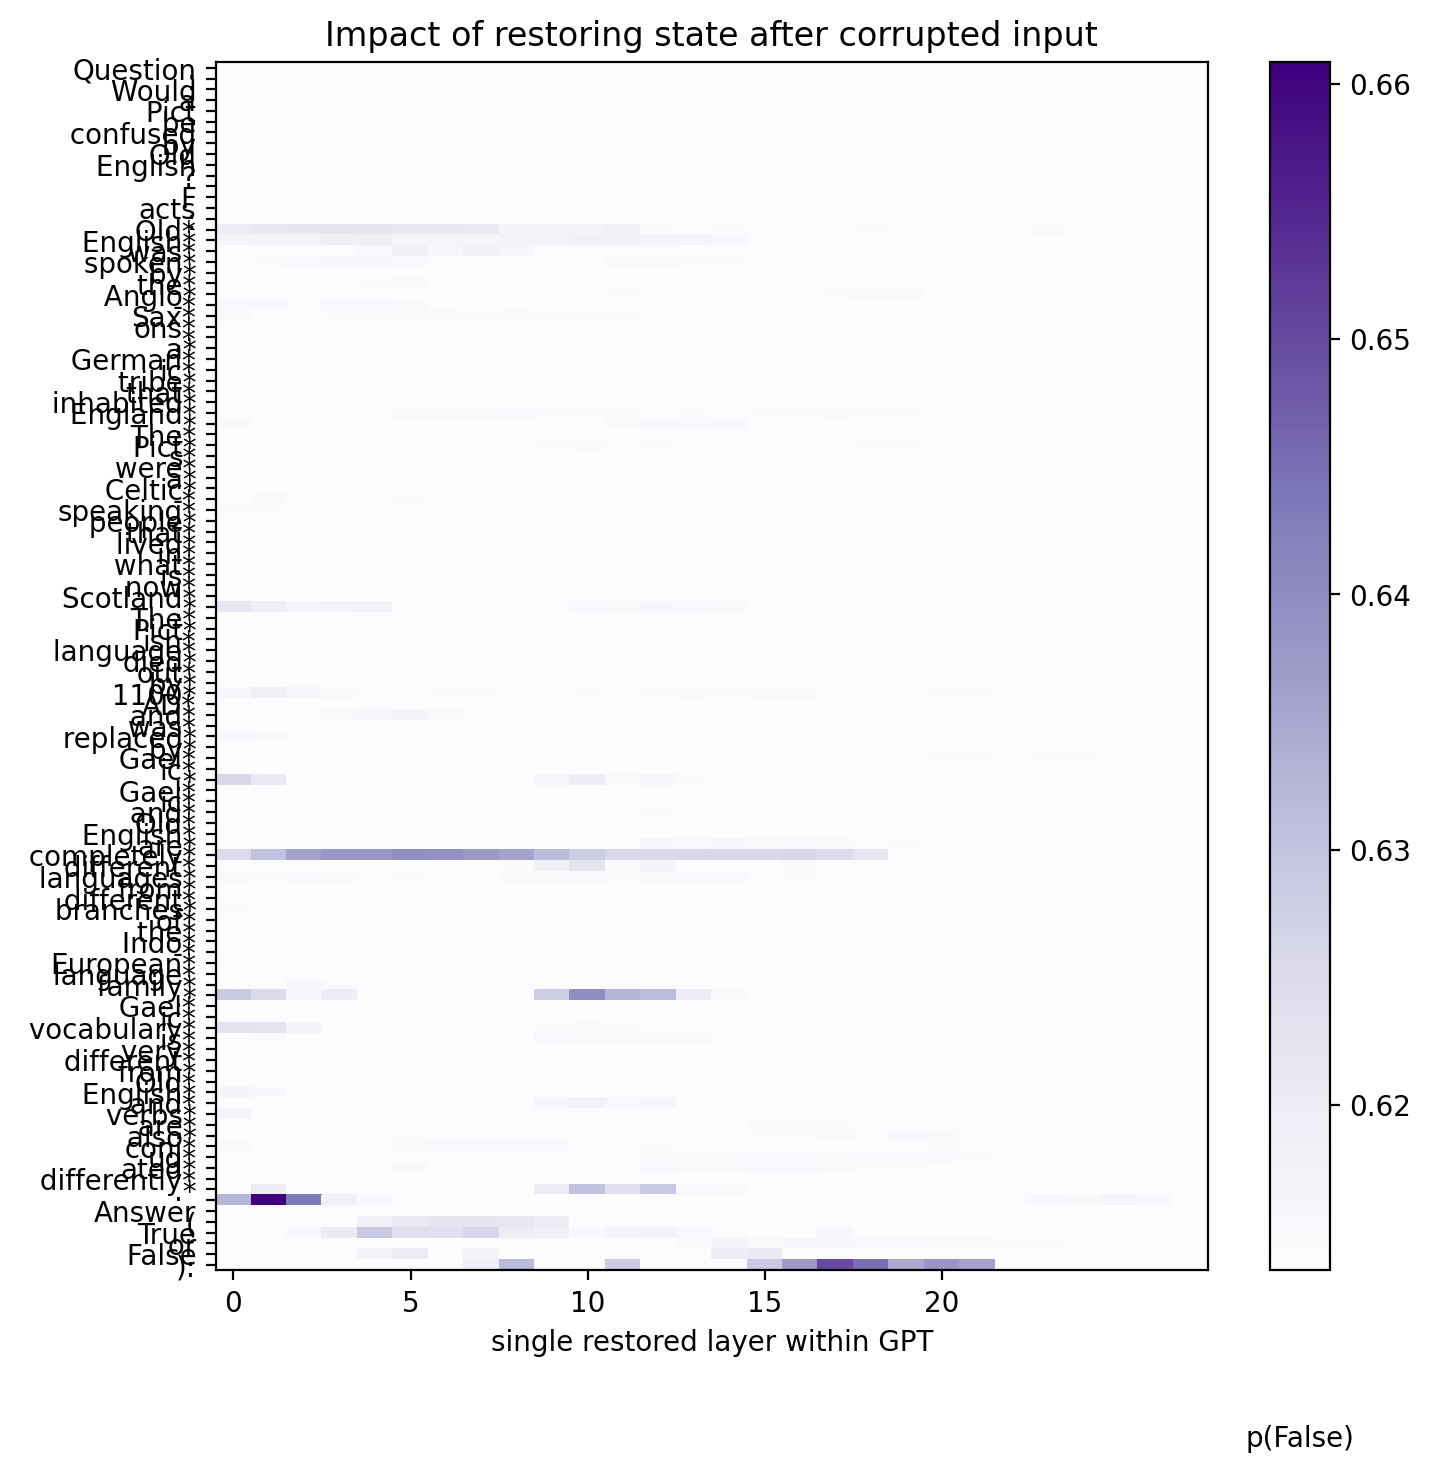 Impact of restoring state after corrupted input
Question
Would
a
Pict
be
confused
by
Old
English
?
F
acts
Old*
English*
was*
spoken*
by*
the*
Anglo*
Sax*
ons*
a*
German*
ic*
tribe*
that*
inhabited*
England*
The*
Pict*
s*
were*
a*
Celtic*
speaking*
people*
that*
lived*
in*
what*
is*
now*
Scotland*
The*
Pict*
ish*
language*
died*
out*
by*
1100*
AD*
and*
was*
replaced*
by*
Gael*
ic*
Gael*
ic*
and*
Old*
English*
are*
completely*
different*
languages*
from*
different*
branches*
of*
the*
Indo*
European*
language*
family*
Gael*
ic*
vocabulary*
is*
very*
different*
from*
Old*
English*
and*
verbs*
are*
also*
conj*
ug*
ated*
differently*
Answer
(
True
or
False
):
0 5 10 15 20
single restored layer within GPT
0.66
0.65
0.64
0.63
0.62
p(False)